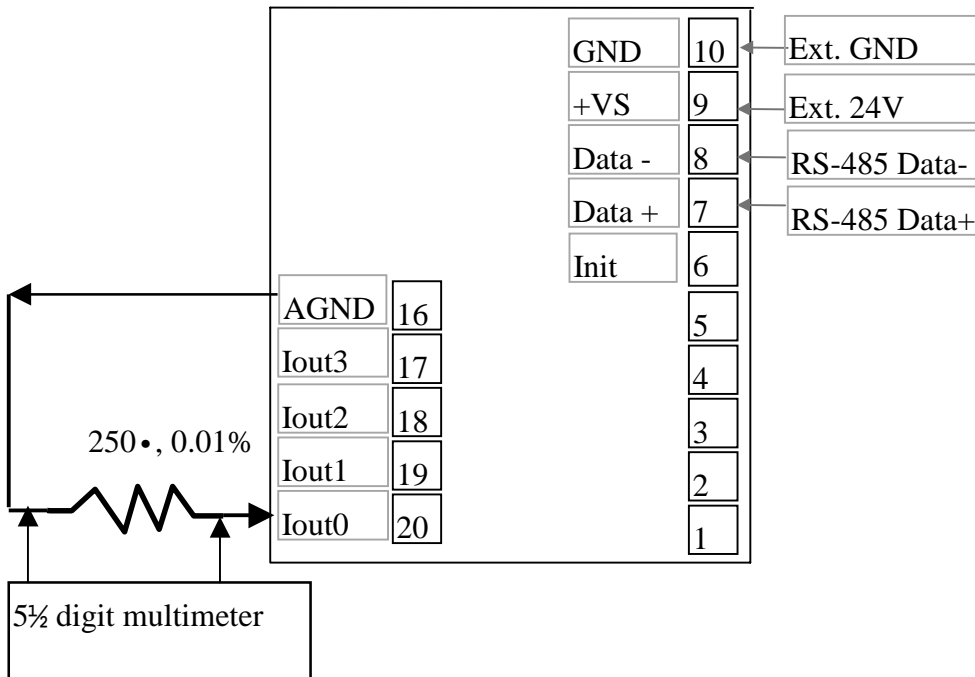 GND 10 Ext. GND
+VS 9 Ext. 24V
Data - 8 RS-485 Data-
Data + 7 RS-485 Data+
Init 6
AGND 16 5
Iout3 17 4
Iout2 18 3
250•, 0.01%
Iout1 19 2
Iout0 20 1
5½ digit multimeter